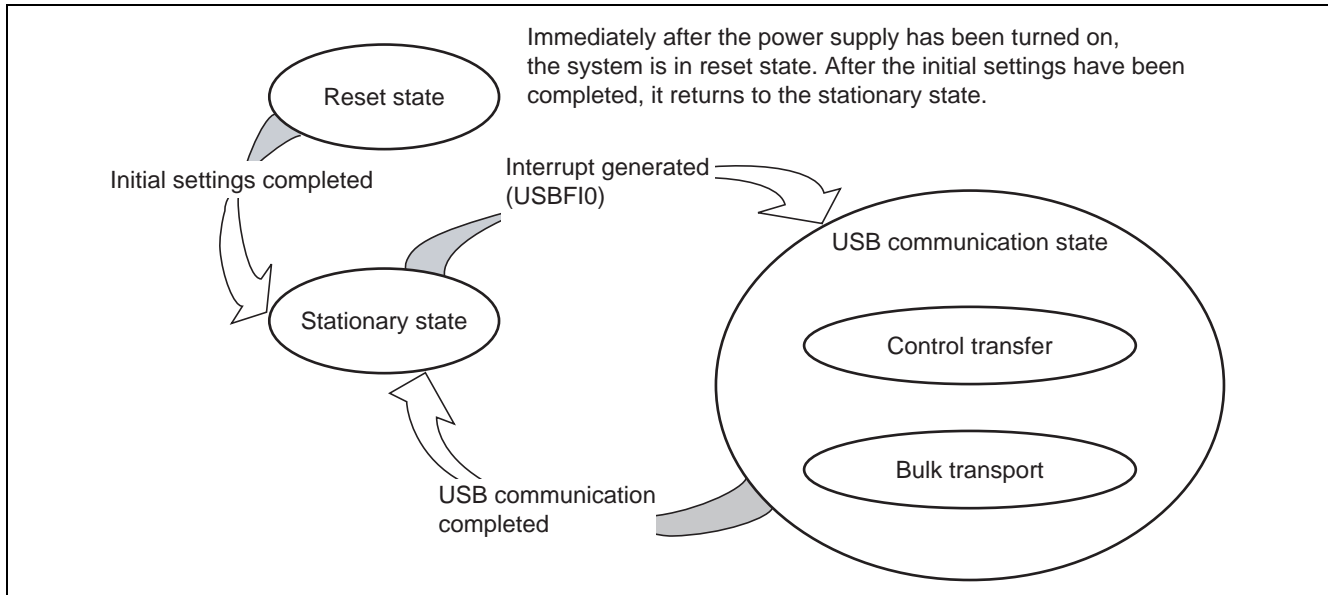 Immediately after the power supply has been turned on,
the system is in reset state. After the initial settings have been
completed, it returns to the stationary state.
Reset state
Initial settings completed
Interrupt generated
(USBFI0)
USB communication state
Stationary state
Control transfer
Bulk transport
USB communication
completed